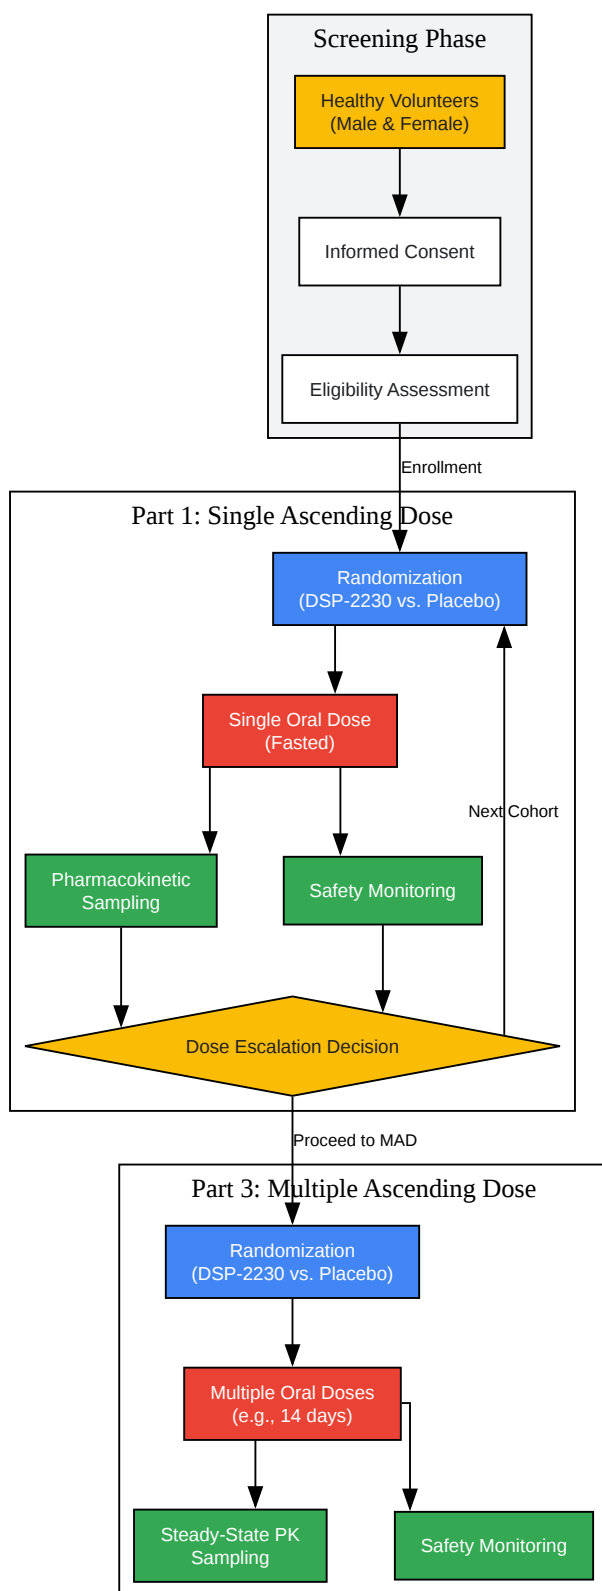 Screening Phase
Healthy Volunteers
(Male & Female)
Informed Consent
Eligibility Assessment
Enrollment
Part 1: Single Ascending Dose
Randomization
(DSP-2230 vs. Placebo)
Single Oral Dose
(Fasted)
Next Cohort
Pharmacokinetic
Sampling
Safety Monitoring
Dose Escalation Decision
Proceed to MAD
Part 3: Multiple Ascending Dose
Randomization
(DSP-2230 vs. Placebo)
Multiple Oral Doses
(e.g., 14 days)
Steady-State PK
Sampling
Safety Monitoring